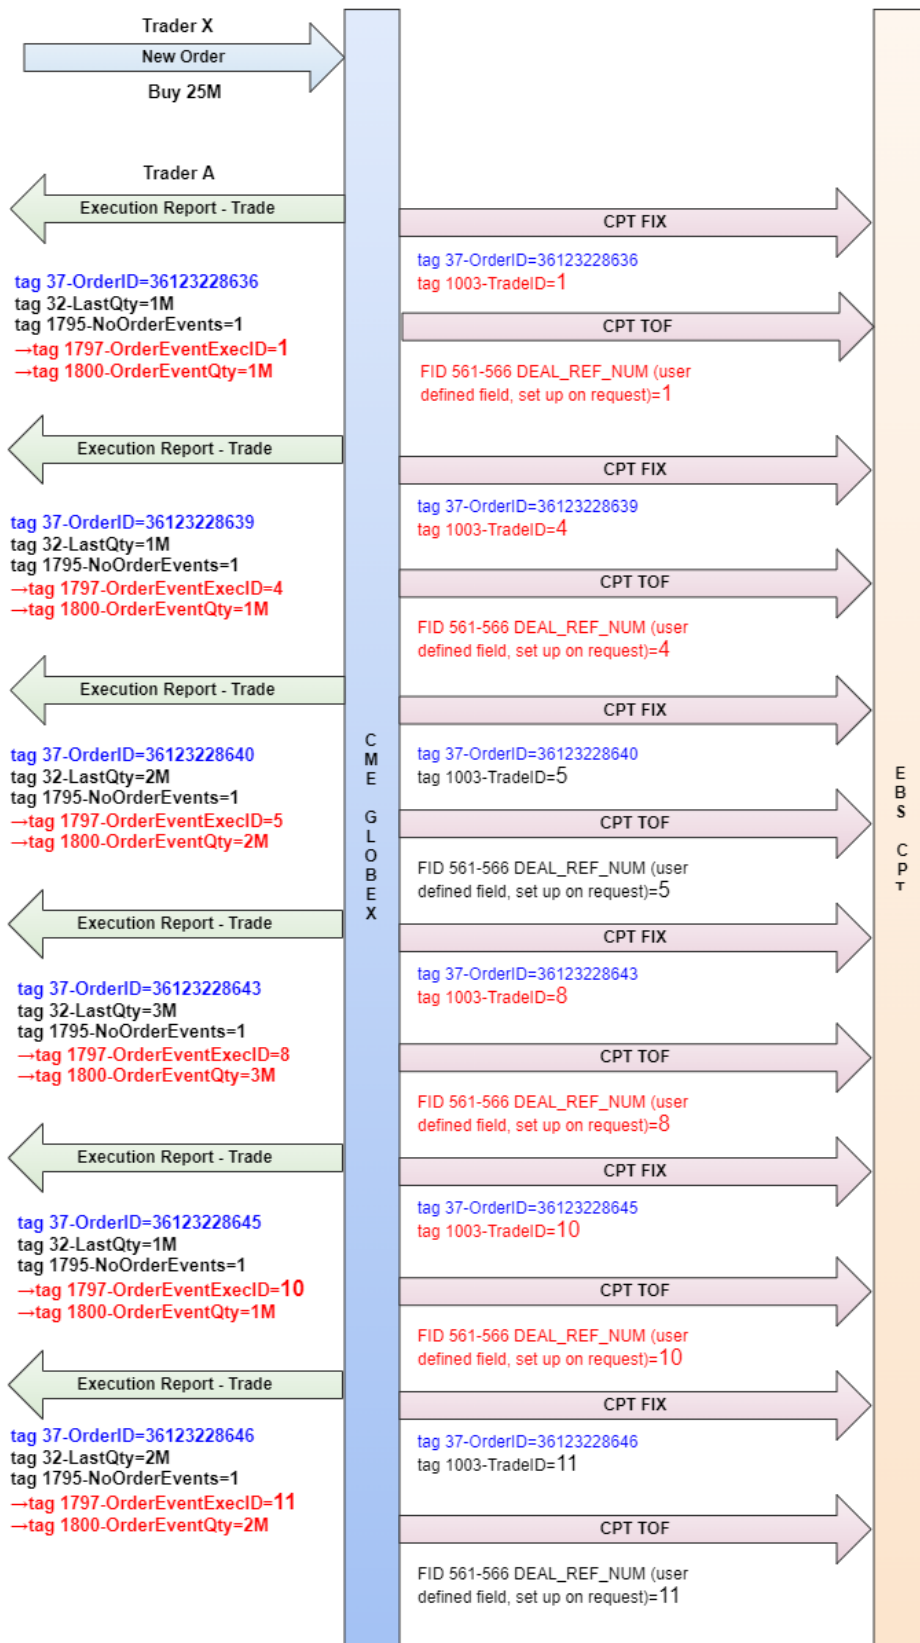 Trader X
New Order
Buy 25M
Trader A
Execution Report - Trade
CPT FIX
tag 37-OrderID=36123228636
tag 1003-TradeID=1
tag 37-OrderID=36123228636
tag 32-LastQty=1M
tag 1795-NoOrderEvents=1
→tag 1797-OrderEventExecID=1
→tag 1800-OrderEventQty=1M
CPT TOF
FID 561-566 DEAL_REF_NUM (user
defined field, set up on request)=1
Execution Report - Trade
CPT FIX
tag 37-OrderID=36123228639
tag 1003-TradeID=4
tag 37-OrderID=36123228639
tag 32-LastQty=1M
tag 1795-NoOrderEvents=1
→tag 1797-OrderEventExecID=4
→tag 1800-OrderEventQty=1M
CPT TOF
FID 561-566 DEAL_REF_NUM (user
defined field, set up on request)=4
Execution Report - Trade
CPT FIX
tag 37-OrderID=36123228640
tag 1003-TradeID=5
tag 37-OrderID=36123228640
tag 32-LastQty=2M
tag 1795-NoOrderEvents=1
→tag 1797-OrderEventExecID=5
→tag 1800-OrderEventQty=2M
CPT TOF
FID 561-566 DEAL_REF_NUM (user
defined field, set up on request)=5
CME GLOBEX
EBS CPT
Execution Report - Trade
CPT FIX
tag 37-OrderID=36123228643
tag 1003-TradeID=8
tag 37-OrderID=36123228643
tag 32-LastQty=3M
tag 1795-NoOrderEvents=1
→tag 1797-OrderEventExecID=8
→tag 1800-OrderEventQty=3M
CPT TOF
FID 561-566 DEAL_REF_NUM (user
defined field, set up on request)=8
Execution Report - Trade
CPT FIX
tag 37-OrderID=36123228645
tag 1003-TradeID=10
tag 37-OrderID=36123228645
tag 32-LastQty=1M
tag 1795-NoOrderEvents=1
→tag 1797-OrderEventExecID=10
→tag 1800-OrderEventQty=1M
CPT TOF
FID 561-566 DEAL_REF_NUM (user
defined field, set up on request)=10
Execution Report - Trade
CPT FIX
tag 37-OrderID=36123228646
tag 1003-TradeID=11
tag 37-OrderID=36123228646
tag 32-LastQty=2M
tag 1795-NoOrderEvents=1
→tag 1797-OrderEventExecID=11
→tag 1800-OrderEventQty=2M
CPT TOF
FID 561-566 DEAL_REF_NUM (user
defined field, set up on request)=11